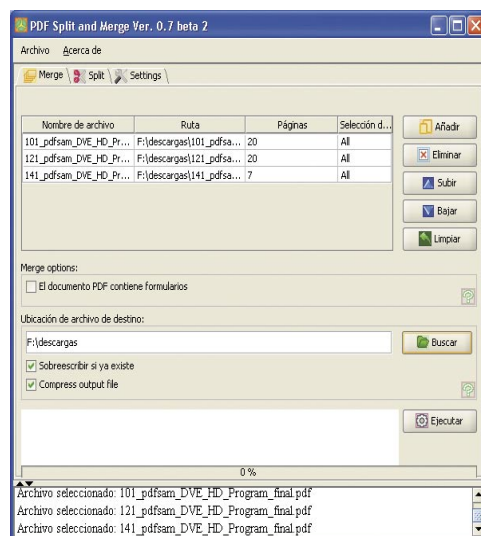 PDF Split and Merge Ver. 0.7 beta 2
Archivo Acerca de
Merge Split Settings
Nombre de archivo Ruta Páginas Selección d...
101_pdfsam_DVE_HD_Pr... F:\descargas\101_pdfsa... 20 All
121_pdfsam_DVE_HD_Pr... F:\descargas\121_pdfsa... 20 All
141_pdfsam_DVE_HD_Pr... F:\descargas\141_pdfsa... 7 All
Añadir
Eliminar
Subir
Bajar
Limpiar
Merge options:
El documento PDF contiene formularios
Ubicación de archivo de destino:
F:\descargas
Buscar
Sobreescribir si ya existe
Compress output file
Ejecutar
0 %
Archivo seleccionado: 101_pdfsam_DVE_HD_Program_final.pdf
Archivo seleccionado: 121_pdfsam_DVE_HD_Program_final.pdf
Archivo seleccionado: 141_pdfsam_DVE_HD_Program_final.pdf